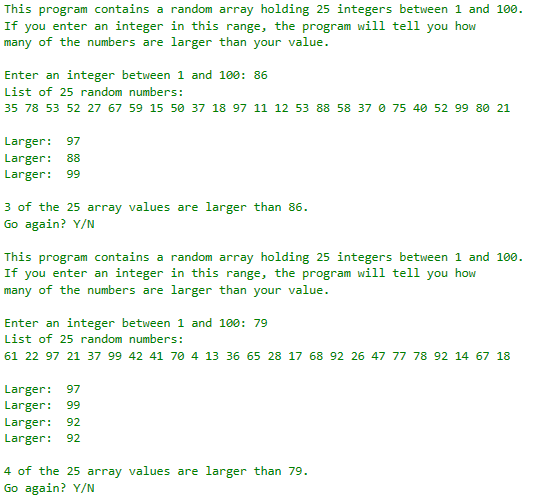 This program contains a random array holding 25 integers between 1 and 100.
If you enter an integer in this range, the program will tell you how
many of the numbers are larger than your value.
Enter an integer between 1 and 100: 86
List of 25 random numbers:
35 78 53 52 27 67 59 15 50 37 18 97 11 12 53 88 58 37 0 75 40 52 99 80 21
Larger:  97
Larger:  88
Larger:  99
3 of the 25 array values are larger than 86.
Go again? Y/N
This program contains a random array holding 25 integers between 1 and 100.
If you enter an integer in this range, the program will tell you how
many of the numbers are larger than your value.
Enter an integer between 1 and 100: 79
List of 25 random numbers:
61 22 97 21 37 99 42 41 70 4 13 36 65 28 17 68 92 26 47 77 78 92 14 67 18
Larger:  97
Larger:  99
Larger:  92
Larger:  92
4 of the 25 array values are larger than 79.
Go again? Y/N